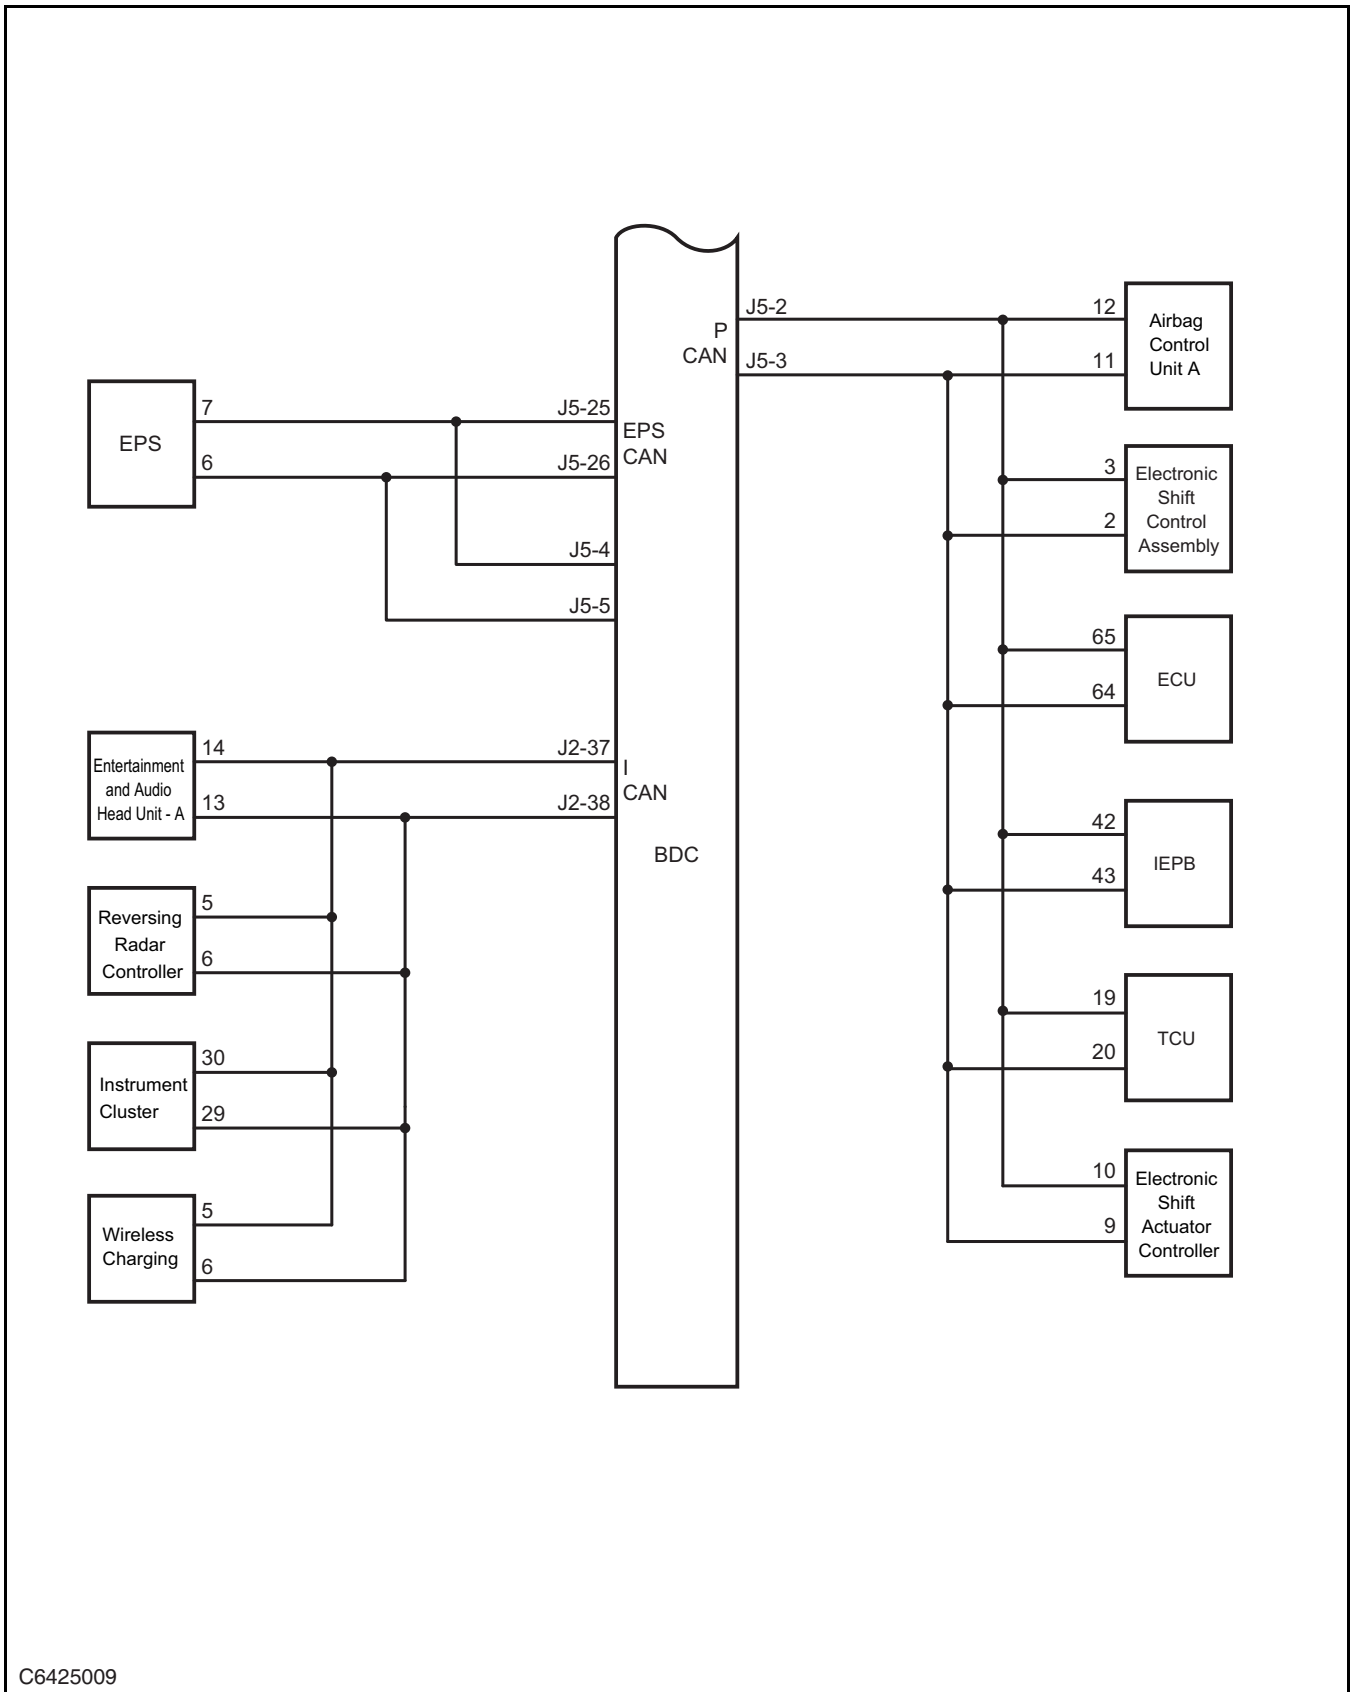 J5-2
12
P
CAN
J5-3
11
Airbag
Control
Unit A
EPS
7
6
J5-25
J5-26
EPS
CAN
J5-4
J5-5
3
2
Electronic
Shift
Control
Assembly
65
64
ECU
Entertainment
and Audio
Head Unit - A
14
13
J2-37
J2-38
I
CAN
BDC
42
43
IEPB
Reversing
Radar
Controller
5
6
19
20
TCU
Instrument
Cluster
30
29
10
9
Electronic
Shift
Actuator
Controller
Wireless
Charging
5
6
C6425009